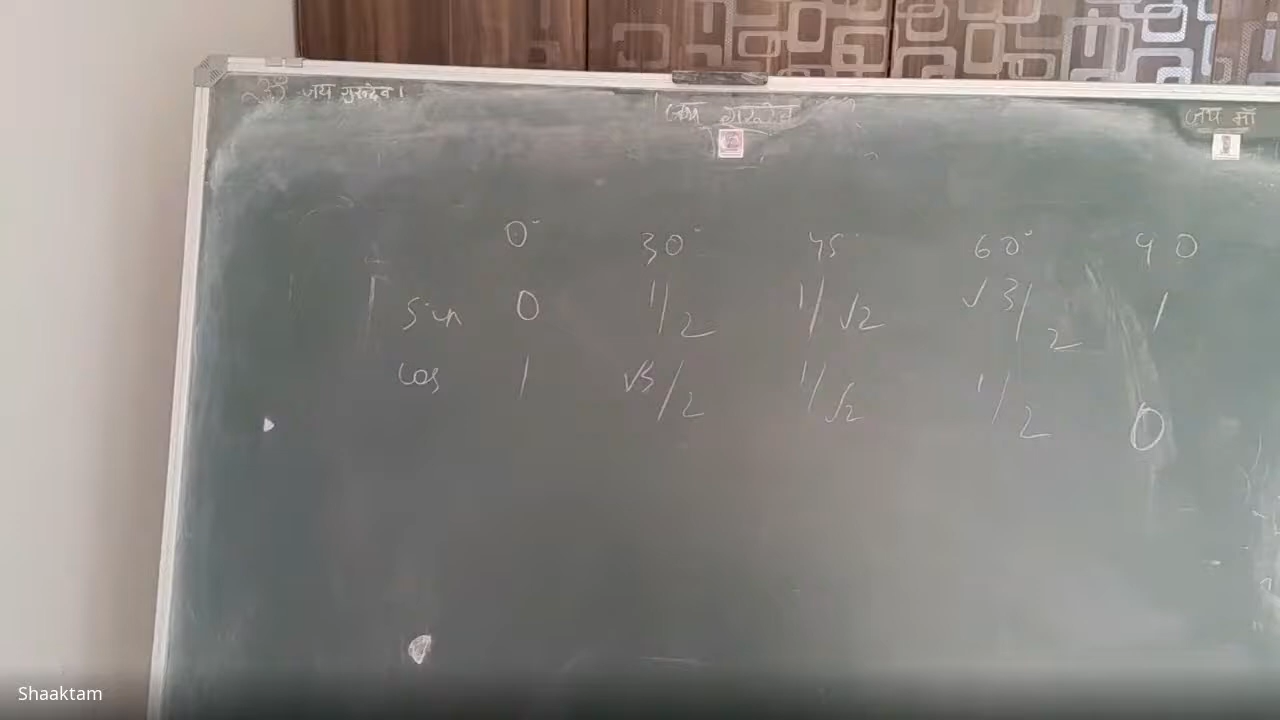 ॐ जय गुरुदेव।
जय गुरुदेव
जय माँ
0° 30° 45° 60° 90
sin 0 1/2 1/√2 √3/2 1
cos 1 √3/2 1/√2 1/2 0
Shaaktam